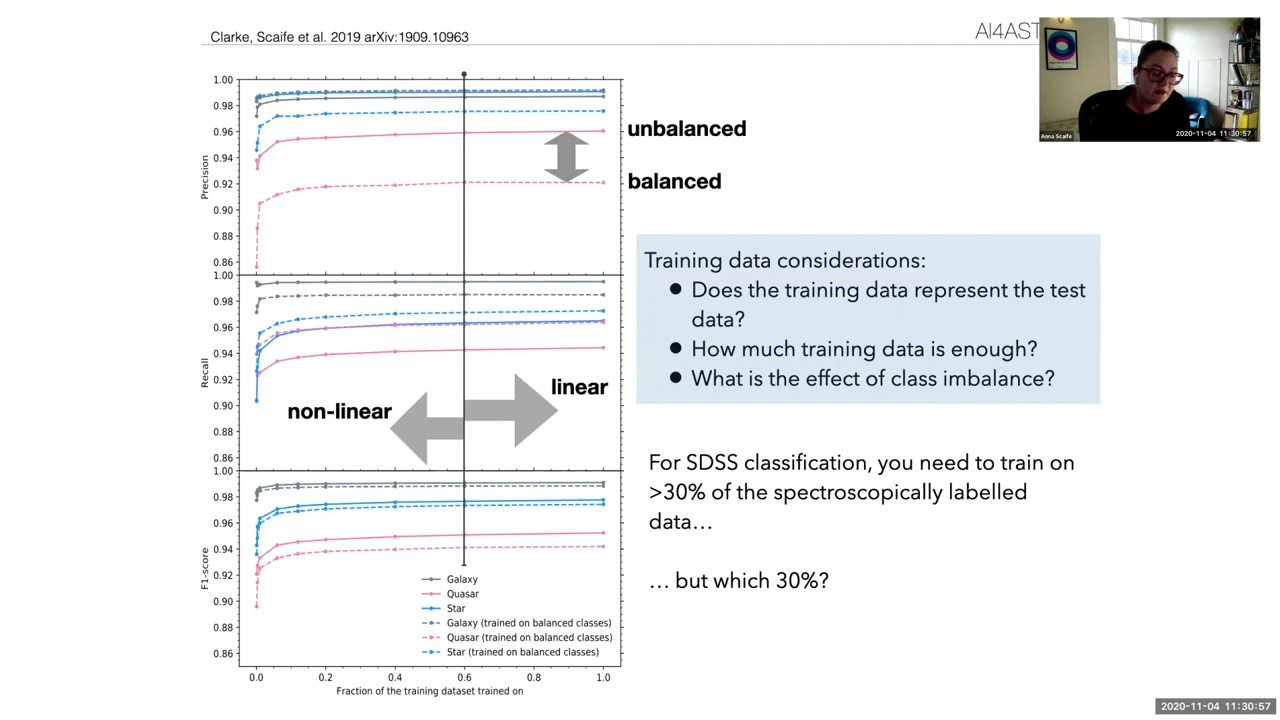 Clarke, Scaife et al. 2019 arXiv:1909.10963
AI4AST
Anna Scaife
2020-11-04 11:30:57
1.00
0.98
0.96
0.94
0.92
0.90
0.88
0.86
Precision
unbalanced
balanced
1.00
0.98
0.96
0.94
0.92
0.90
0.88
0.86
Recall
non-linear
linear
1.00
0.98
0.96
0.94
0.92
0.90
0.88
0.86
F1-score
Galaxy
Quasar
Star
Galaxy (trained on balanced classes)
Quasar (trained on balanced classes)
Star (trained on balanced classes)
0.0 0.2 0.4 0.6 0.8 1.0
Fraction of the training dataset trained on
Training data considerations:
● Does the training data represent the test
data?
● How much training data is enough?
● What is the effect of class imbalance?
For SDSS classification, you need to train on
>30% of the spectroscopically labelled
data…
… but which 30%?
2020-11-04 11:30:57